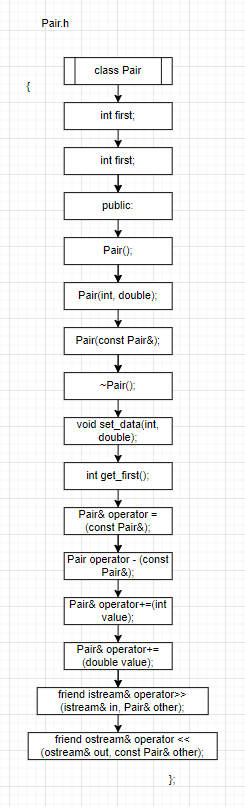 Pair.h
class Pair
{
int first;
int first;
public:
Pair();
Pair(int, double);
Pair(const Pair&);
~Pair();
void set_data(int,
double);
int get_first();
Pair& operator =
(const Pair&);
Pair operator - (const
Pair&);
Pair& operator+=(int
value);
Pair& operator+=
(double value);
friend istream& operator>>
(istream& in, Pair& other);
friend ostream& operator <<
(ostream& out, const Pair& other);
};